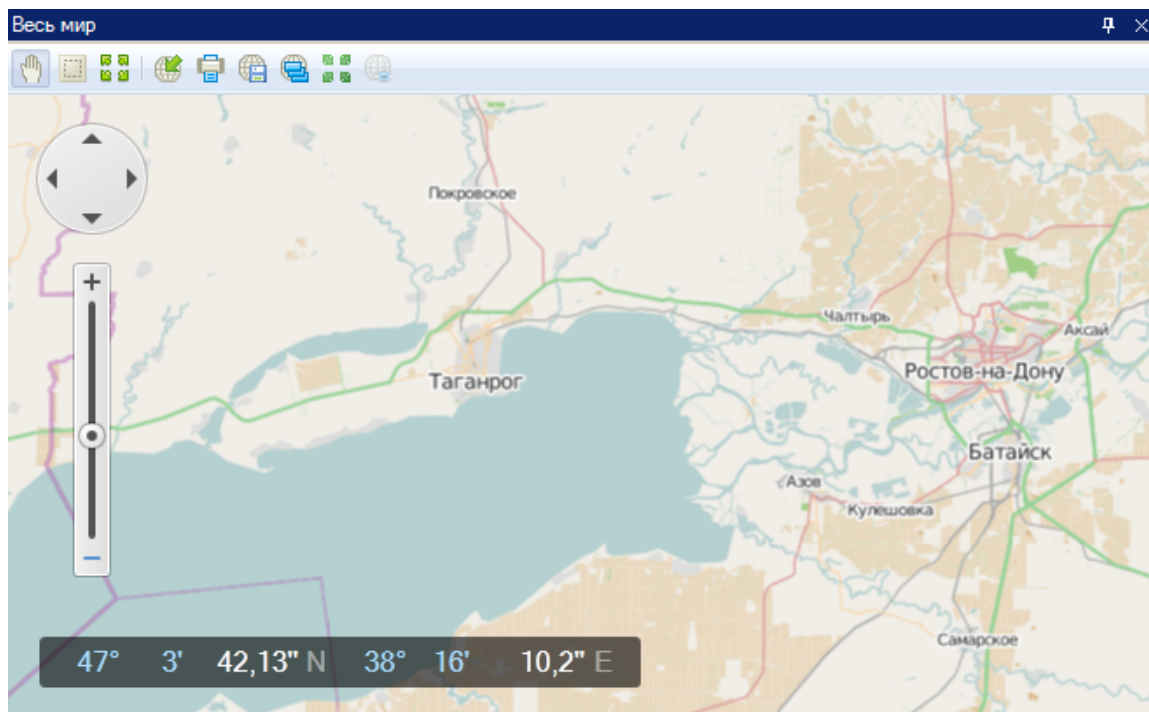 Весь мир
Покровское
Чалтырь
Аксай
Ростов-на-Дону
Таганрог
Батайск
Азов
Кулешовка
Самарское
47° 3' 42,13" N 38° 16' 10,2" E